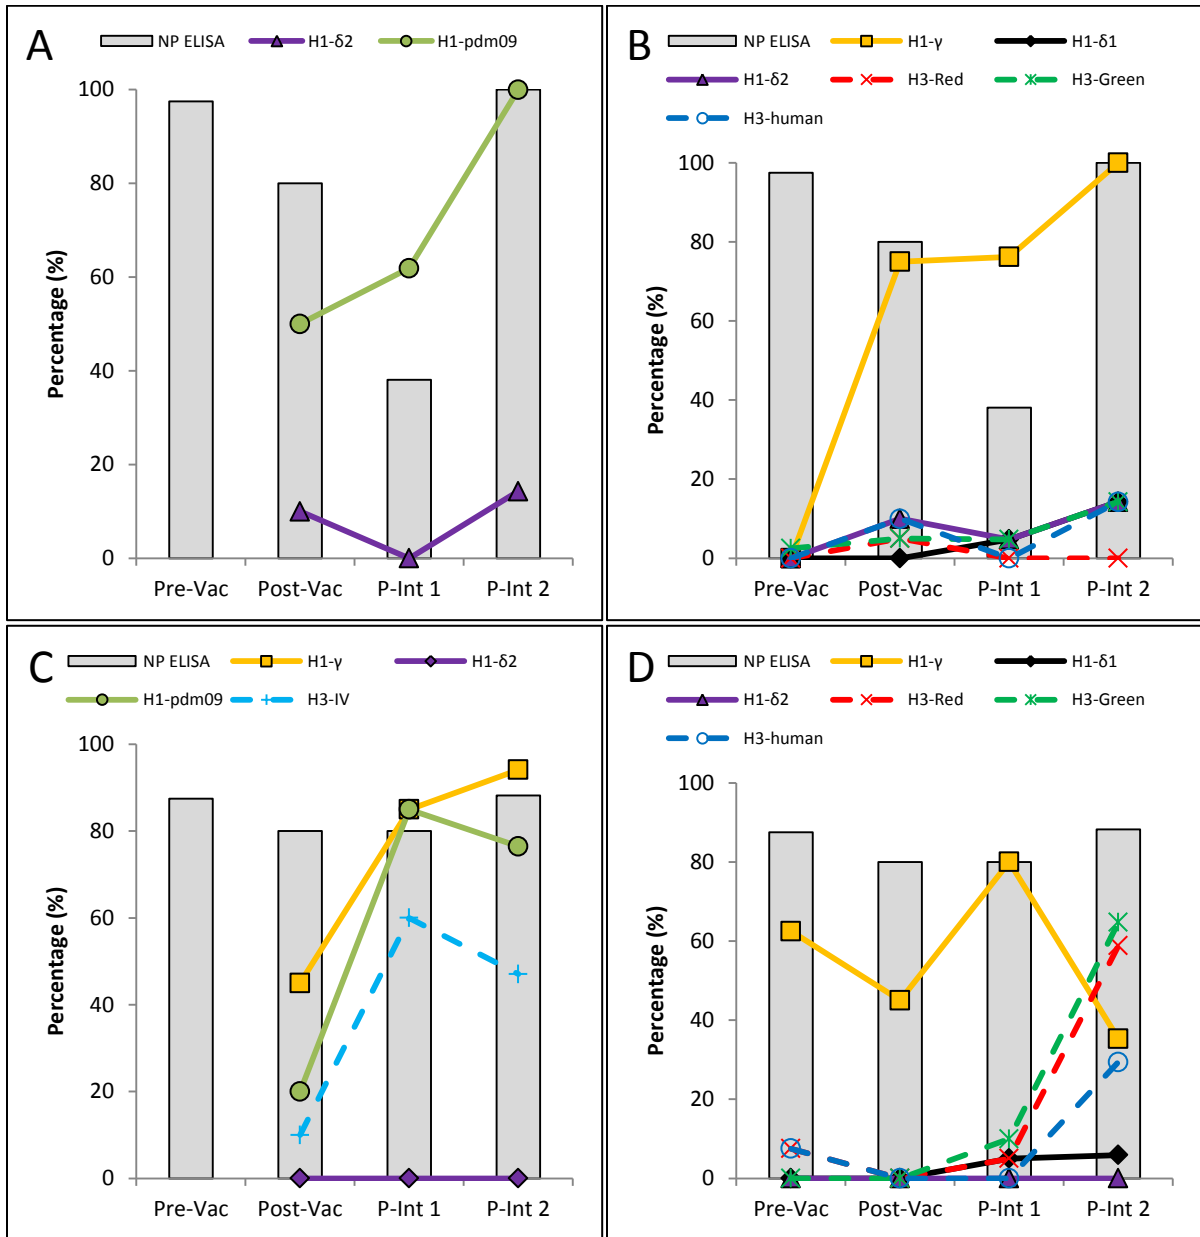 A
NP ELISA H1-δ2 H1-pdm09
100
80
60
40
20
0
Percentage (%)
Pre-Vac Post-Vac P-Int 1 P-Int 2
B
NP ELISA H1-γ H1-δ1
H1-δ2 H3-Red H3-Green
H3-human
100
80
60
40
20
0
Percentage (%)
Pre-Vac Post-Vac P-Int 1 P-Int 2
C
NP ELISA H1-γ H1-δ2
H1-pdm09 H3-IV
100
80
60
40
20
0
Percentage (%)
Pre-Vac Post-Vac P-Int 1 P-Int 2
D
NP ELISA H1-γ H1-δ1
H1-δ2 H3-Red H3-Green
H3-human
100
80
60
40
20
0
Percentage (%)
Pre-Vac Post-Vac P-Int 1 P-Int 2